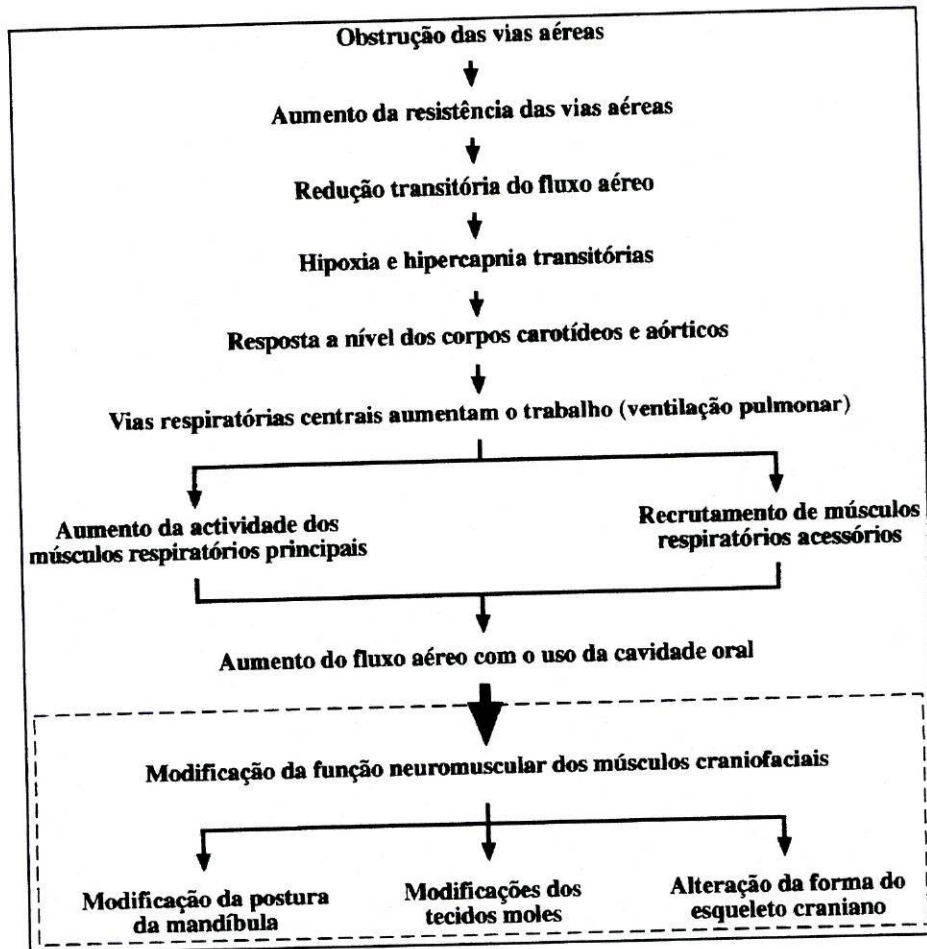 Obstrução das vias aéreas
Aumento da resistência das vias aéreas
Redução transitória do fluxo aéreo
Hipoxia e hipercapnia transitórias
Resposta a nível dos corpos carotídeos e aórticos
Vias respiratórias centrais aumentam o trabalho (ventilação pulmonar)
Aumento da actividade dos
músculos respiratórios principais
Recrutamento de músculos
respiratórios acessórios
Aumento do fluxo aéreo com o uso da cavidade oral
Modificação da função neuromuscular dos músculos craniofaciais
Modificação da postura
da mandíbula
Modificações dos
tecidos moles
Alteração da forma do
esqueleto craniano